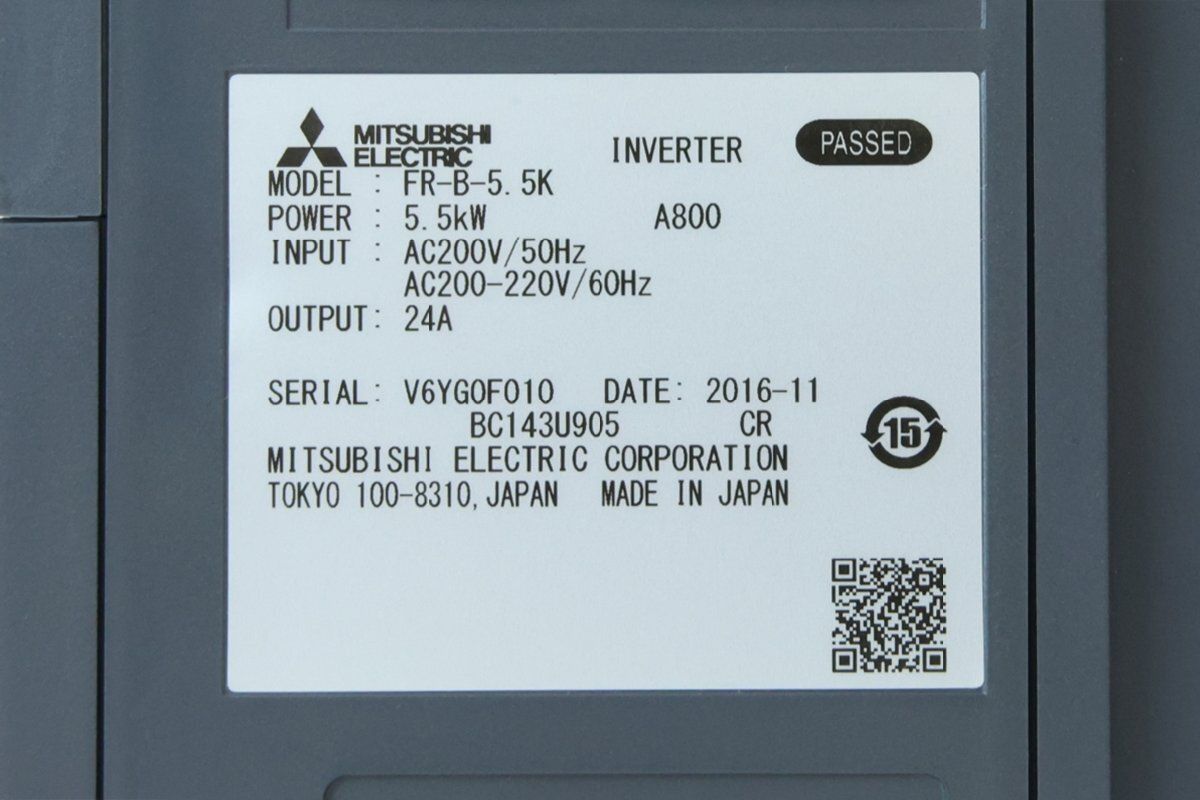 MITSUBISHI
ELECTRIC
INVERTER
PASSED
MODEL : FR-B-5.5K
POWER : 5.5kW A800
INPUT : AC200V/50Hz
AC200-220V/60Hz
OUTPUT: 24A
SERIAL: V6YG0F010 DATE: 2016-11
BC143U905 CR
15
MITSUBISHI ELECTRIC CORPORATION
TOKYO 100-8310, JAPAN MADE IN JAPAN